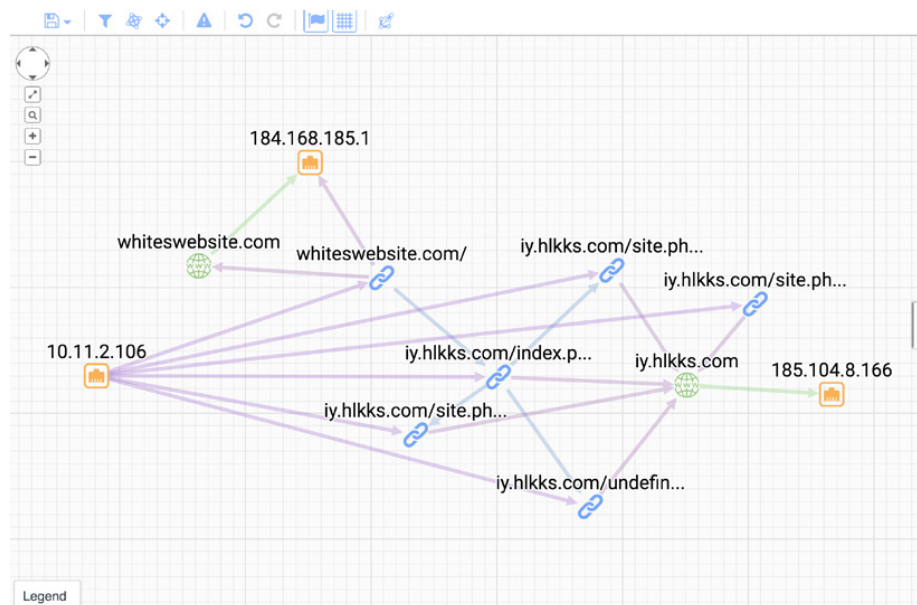 184.168.185.1
whiteswebsite.com
whiteswebsite.com/
iy.hlkks.com/site.ph...
iy.hlkks.com/site.ph...
10.11.2.106
iy.hlkks.com/index.p...
iy.hlkks.com
185.104.8.166
iy.hlkks.com/site.ph...
iy.hlkks.com/undefin...
Legend